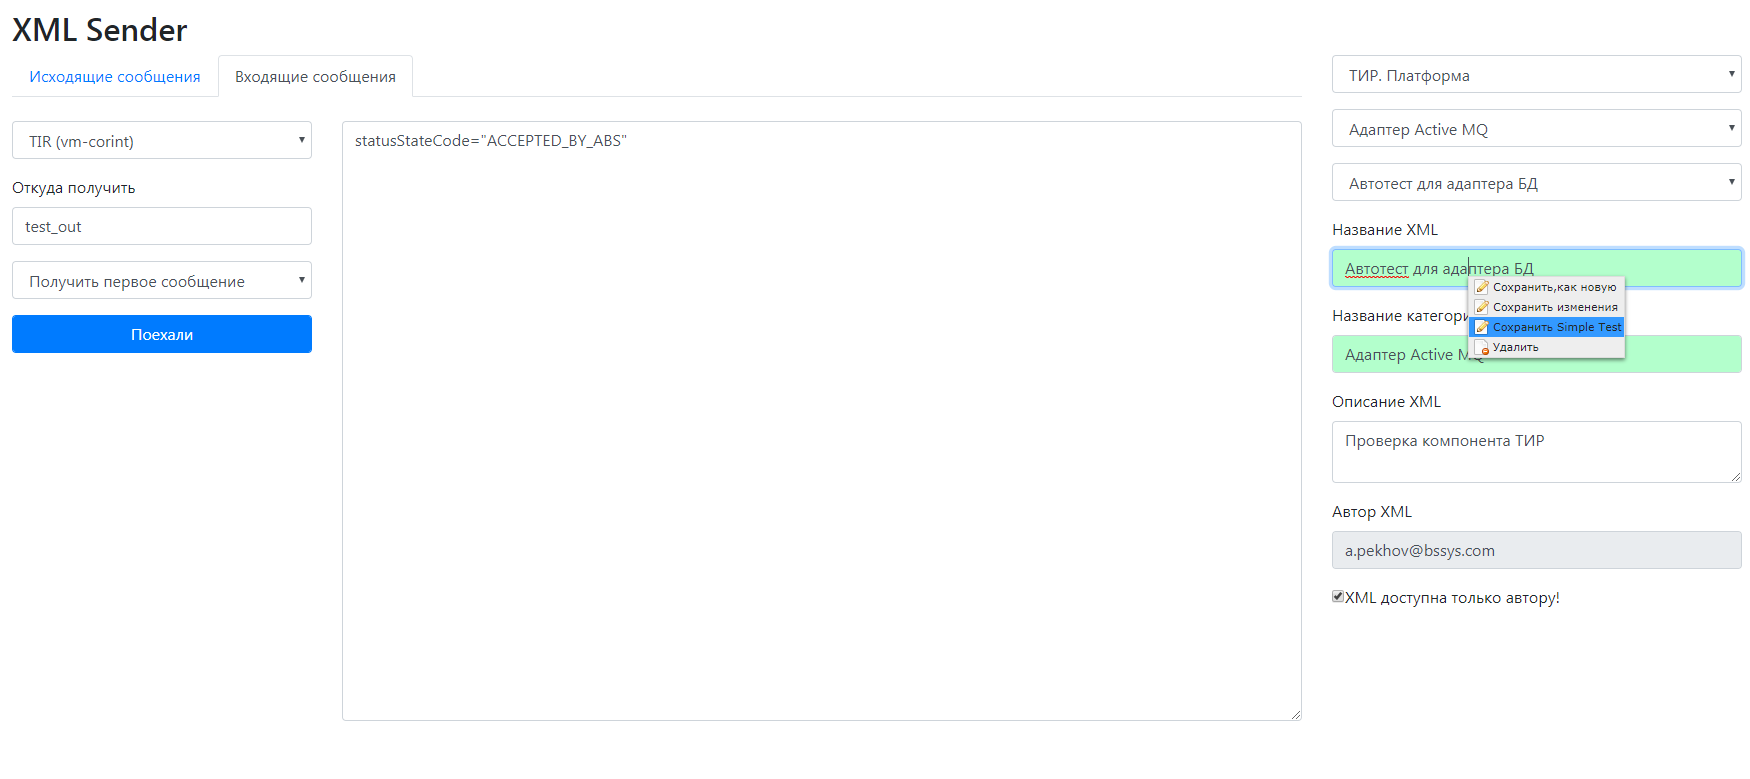 XML Sender
Исходящие сообщения
Входящие сообщения
TIR (vm-corint)
Откуда получить
test_out
Получить первое сообщение
Поехали
statusStateCode="ACCEPTED_BY_ABS"
ТИР. Платформа
Адаптер Active MQ
Автотест для адаптера БД
Название XML
Автотест для адаптера БД
Сохранить,как новую
Сохранить изменения
Сохранить Simple Test
Удалить
Название категори
Адаптер Active MQ
Описание XML
Проверка компонента ТИР
Автор XML
a.pekhov@bssys.com
XML доступна только автору!